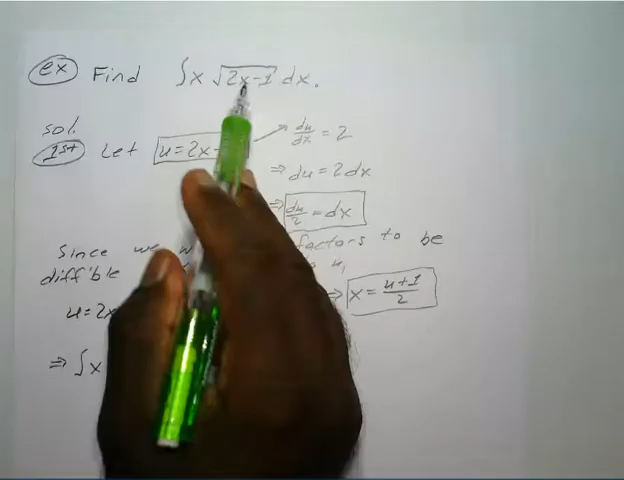 ex Find ∫x √2x-1 dx.
sol.
1st Let u=2x- → du/dx = 2
⇒ du = 2dx
⇒ du/2 = dx
Since we factors to be
diff'ble u,
u=2x ⇒ x = u+1/2
⇒ ∫x